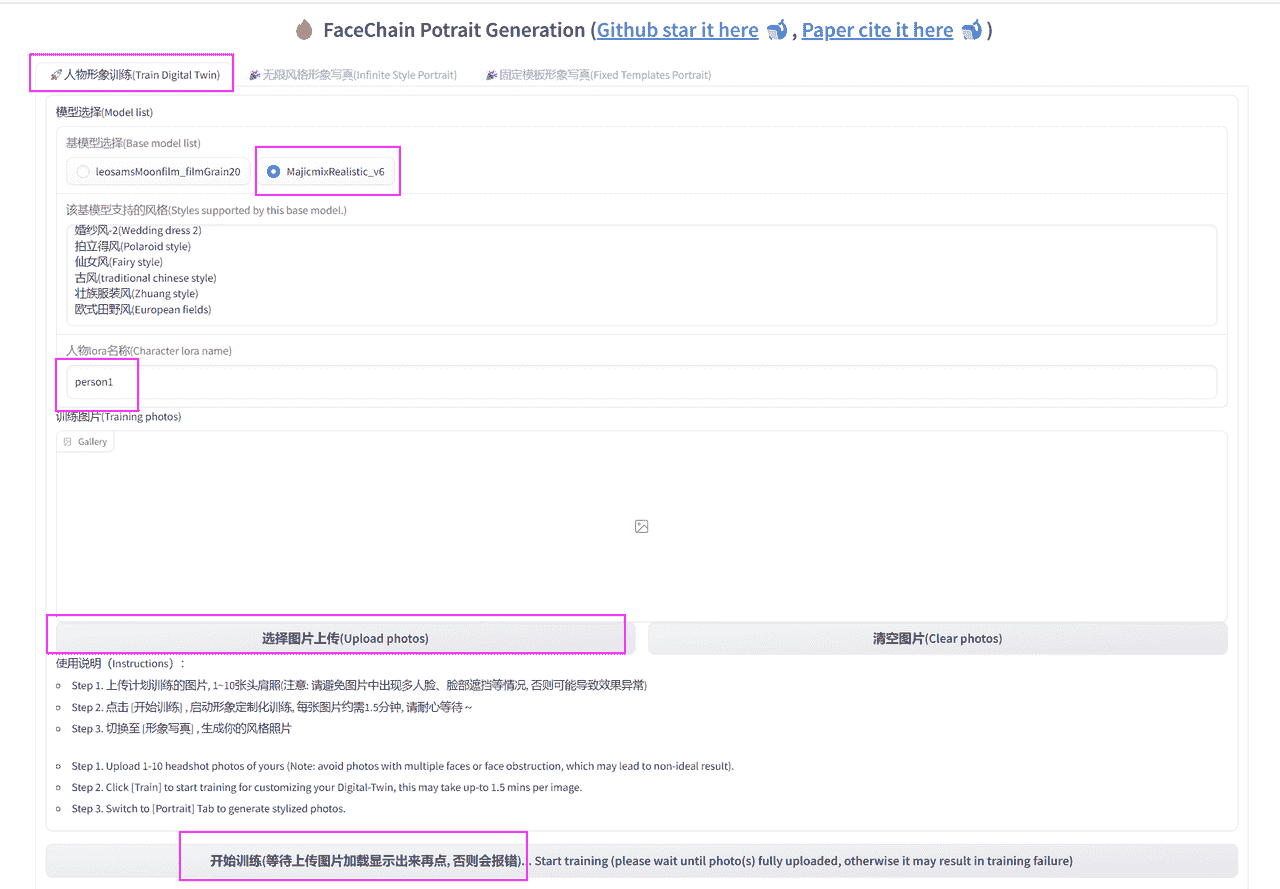 FaceChain Potrait Generation (Github star it here , Paper cite it here )
人物形象训练(Train Digital Twin) 无限风格形象写真(Infinite Style Portrait) 固定模板形象写真(Fixed Templates Portrait)
模型选择(Model list)
基模型选择(Base model list)
leosamsMoonfilm_filmGrain20 MajicmixRealistic_v6
该基模型支持的风格(Styles supported by this base model.)
婚纱风-2(Wedding dress 2)
拍立得风(Polaroid style)
仙女风(Fairy style)
古风(traditional chinese style)
壮族服装风(Zhuang style)
欧式田野风(European fields)
人物lora名称(Character lora name)
person1
训练图片(Training photos)
Gallery
选择图片上传(Upload photos) 清空图片(Clear photos)
使用说明（Instructions）:
Step 1. 上传计划训练的图片, 1~10张头肩照(注意: 请避免图片中出现多人脸、脸部遮挡等情况, 否则可能导致效果异常)
Step 2. 点击 [开始训练] , 启动形象定制化训练, 每张图片约需1.5分钟, 请耐心等待～
Step 3. 切换至 [形象写真] , 生成你的风格照片
Step 1. Upload 1-10 headshot photos of yours (Note: avoid photos with multiple faces or face obstruction, which may lead to non-ideal result).
Step 2. Click [Train] to start training for customizing your Digital-Twin, this may take up-to 1.5 mins per image.
Step 3. Switch to [Portrait] Tab to generate stylized photos.
开始训练(等待上传图片加载显示出来再点, 否则会报错)... Start training (please wait until photo(s) fully uploaded, otherwise it may result in training failure)